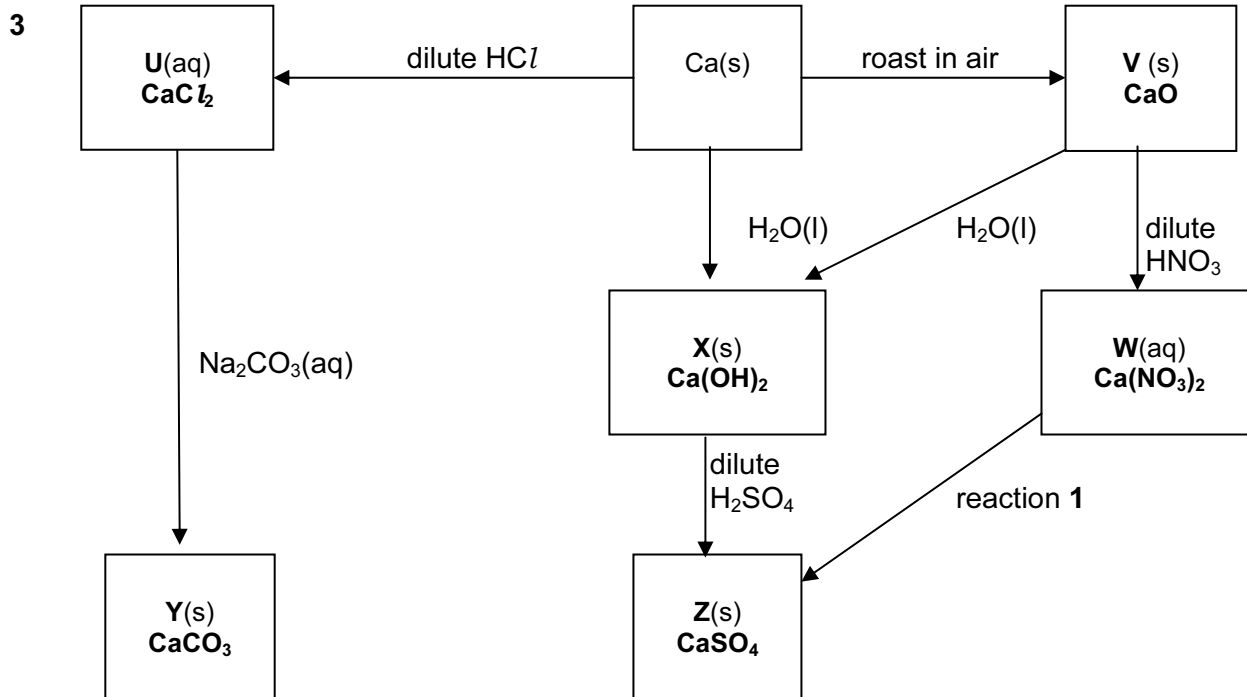 3
U(aq)
CaCl₂
dilute HCl
Ca(s)
roast in air
V (s)
CaO
H₂O(l)
H₂O(l)
dilute
HNO₃
Na₂CO₃(aq)
X(s)
Ca(OH)₂
W(aq)
Ca(NO₃)₂
dilute
H₂SO₄
reaction 1
Y(s)
CaCO₃
Z(s)
CaSO₄